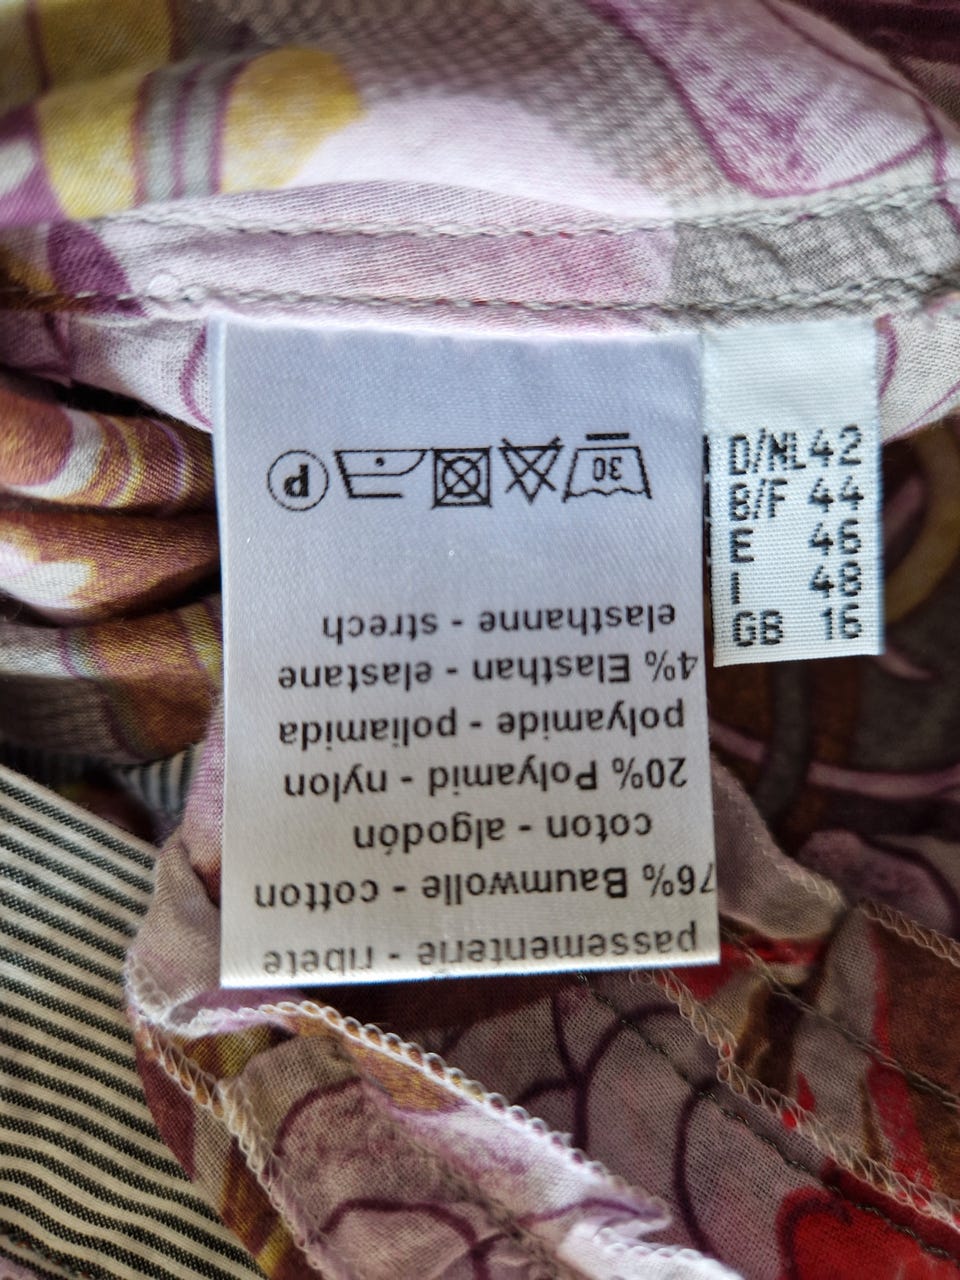 passementerie - ribete
76% Baumwolle - cotton
coton - algodón
20% Polyamid - nylon
polyamide - poliamida
4% Elasthan - elastane
elasthanne - strech
30
P
D/NL 42
B/F 44
E 46
I 48
GB 16